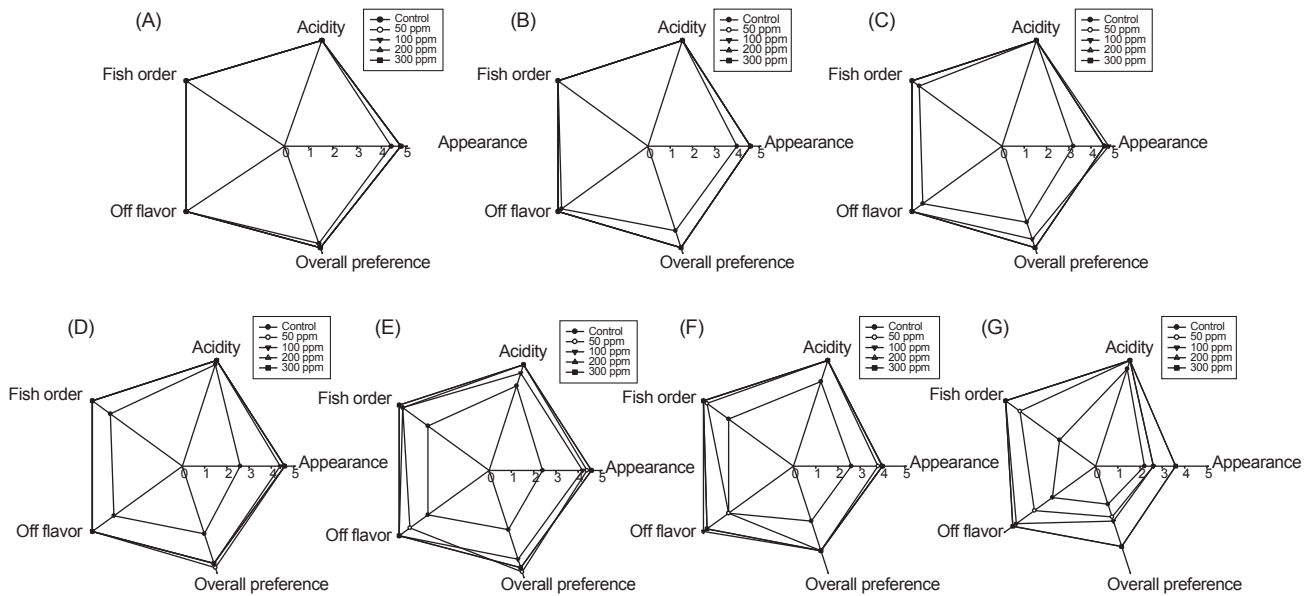 (A)
Acidity
Control
50 ppm
100 ppm
200 ppm
300 ppm
Fish order
Appearance
0 1 2 3 4 5
Off flavor
Overall preference
(B)
Acidity
Control
50 ppm
100 ppm
200 ppm
300 ppm
Fish order
Appearance
0 1 2 3 4 5
Off flavor
Overall preference
(C)
Acidity
Control
50 ppm
100 ppm
200 ppm
300 ppm
Fish order
Appearance
0 1 2 3 4 5
Off flavor
Overall preference
(D)
Acidity
Control
50 ppm
100 ppm
200 ppm
300 ppm
Fish order
Appearance
0 1 2 3 4 5
Off flavor
Overall preference
(E)
Acidity
Control
50 ppm
100 ppm
200 ppm
300 ppm
Fish order
Appearance
0 1 2 3 4 5
Off flavor
Overall preference
(F)
Acidity
Control
50 ppm
100 ppm
200 ppm
300 ppm
Fish order
Appearance
0 1 2 3 4 5
Off flavor
Overall preference
(G)
Acidity
Control
50 ppm
100 ppm
200 ppm
300 ppm
Fish order
Appearance
0 1 2 3 4 5
Off flavor
Overall preference